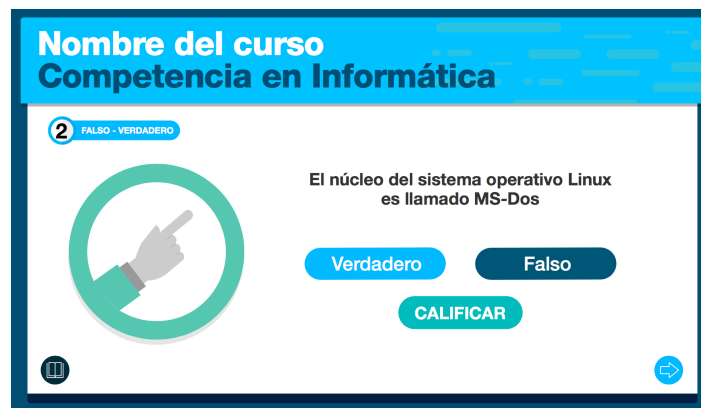 Nombre del curso
Competencia en Informática
2 FALSO - VERDADERO
El núcleo del sistema operativo Linux
es llamado MS-Dos
Verdadero Falso
CALIFICAR